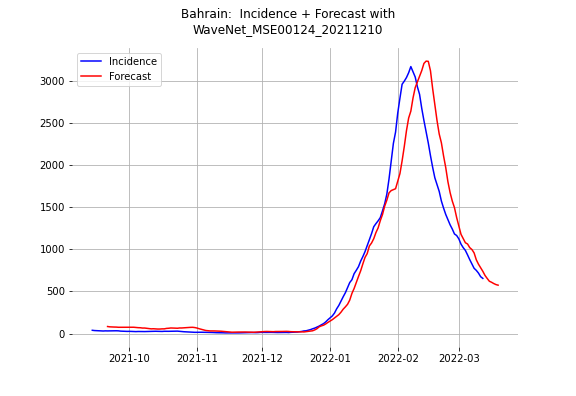 Bahrain:  Incidence + Forecast with
WaveNet_MSE00124_20211210
Incidence
Forecast
3000
2500
2000
1500
1000
500
0
2021-10 2021-11 2021-12 2022-01 2022-02 2022-03